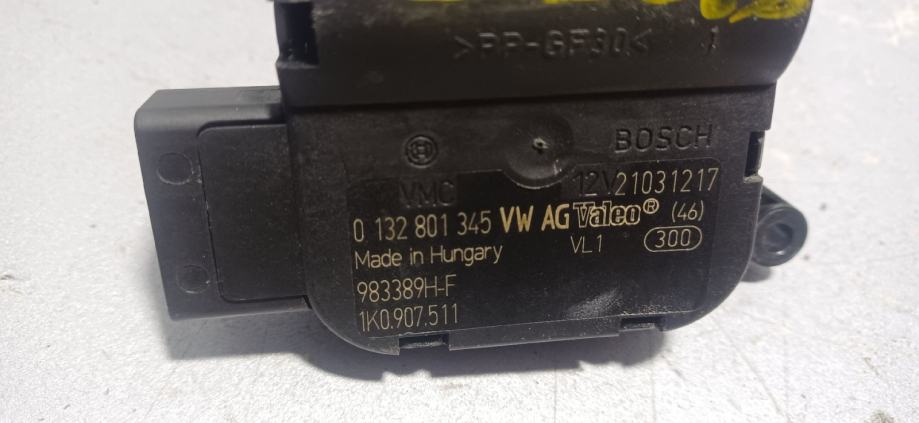 >PP-GF30<
BOSCH
VMC 12V 21031217
0 132 801 345 VW AG Valeo® (46)
Made in Hungary VL1 300
983389H-F
1K0.907.511